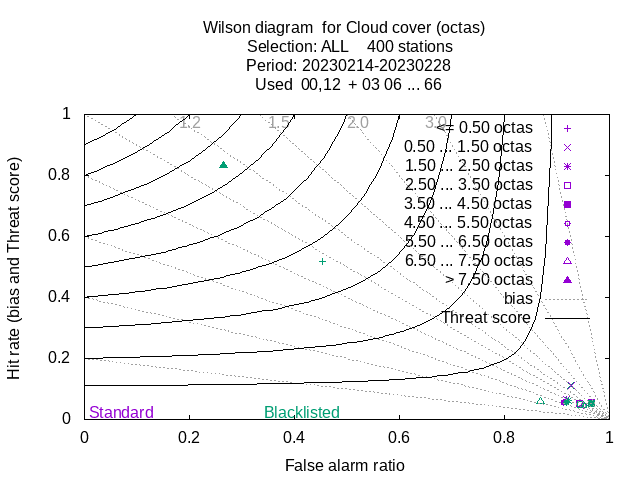 Wilson diagram  for Cloud cover (octas)
Selection: ALL    400 stations
Period: 20230214-20230228
Used  00,12  + 03 06 ... 66
1.2 1.5 2.0 3.0
<= 0.50 octas
0.50 ... 1.50 octas
1.50 ... 2.50 octas
2.50 ... 3.50 octas
3.50 ... 4.50 octas
4.50 ... 5.50 octas
5.50 ... 6.50 octas
6.50 ... 7.50 octas
> 7.50 octas
bias
Threat score
Hit rate (bias and Threat score)
1
0.8
0.6
0.4
0.2
0
Standard Blacklisted
0 0.2 0.4 0.6 0.8 1
False alarm ratio